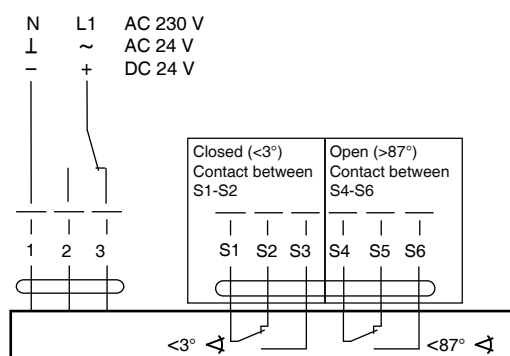 N L1 AC 230 V
⊥ ~ AC 24 V
– + DC 24 V
Closed (<3°)
Contact between
S1-S2
Open (>87°)
Contact between
S4-S6
1 2 3 S1 S2 S3 S4 S5 S6
<3° <87°